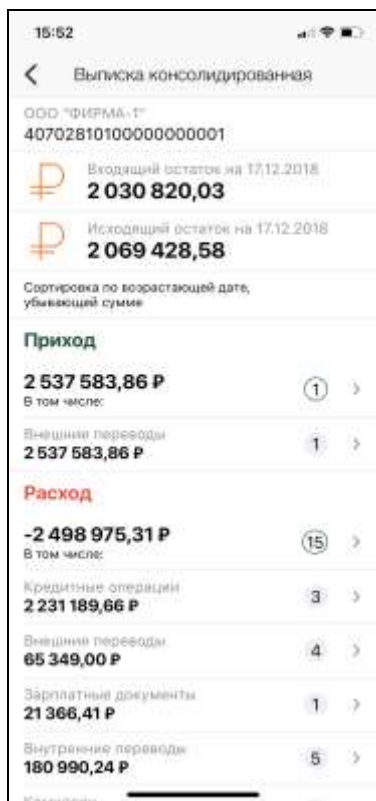 15:52
Выписка консолидированная
ООО "ФИРМА-1"
40702810100000000001
Входящий остаток на 17.12.2018
2 030 820,03
Исходящий остаток на 17.12.2018
2 069 428,58
Сортировка по возрастающей дате,
убывающей сумме
Приход
2 537 583,86 ₽
1
В том числе:
Внешние переводы
1
2 537 583,86 ₽
Расход
-2 498 975,31 ₽
15
В том числе:
Кредитные операции
3
2 231 189,66 ₽
Внешние переводы
4
65 349,00 ₽
Зарплатные документы
1
21 366,41 ₽
Внутренние переводы
5
180 990,24 ₽